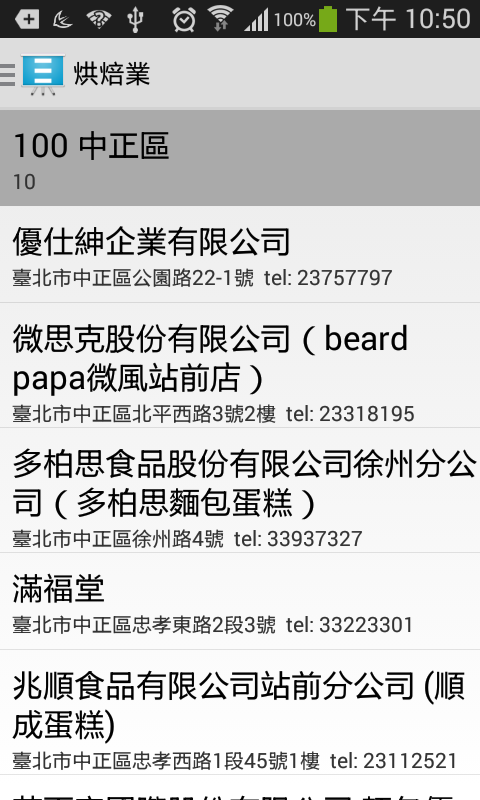 100% 下午 10:50
烘焙業
100 中正區
10
優仕紳企業有限公司
臺北市中正區公園路22-1號 tel: 23757797
微思克股份有限公司（beard
papa微風站前店）
臺北市中正區北平西路3號2樓 tel: 23318195
多柏思食品股份有限公司徐州分公
司（多柏思麵包蛋糕）
臺北市中正區徐州路4號 tel: 33937327
滿福堂
臺北市中正區忠孝東路2段3號 tel: 33223301
兆順食品有限公司站前分公司 (順
成蛋糕)
臺北市中正區忠孝西路1段45號1樓 tel: 23112521